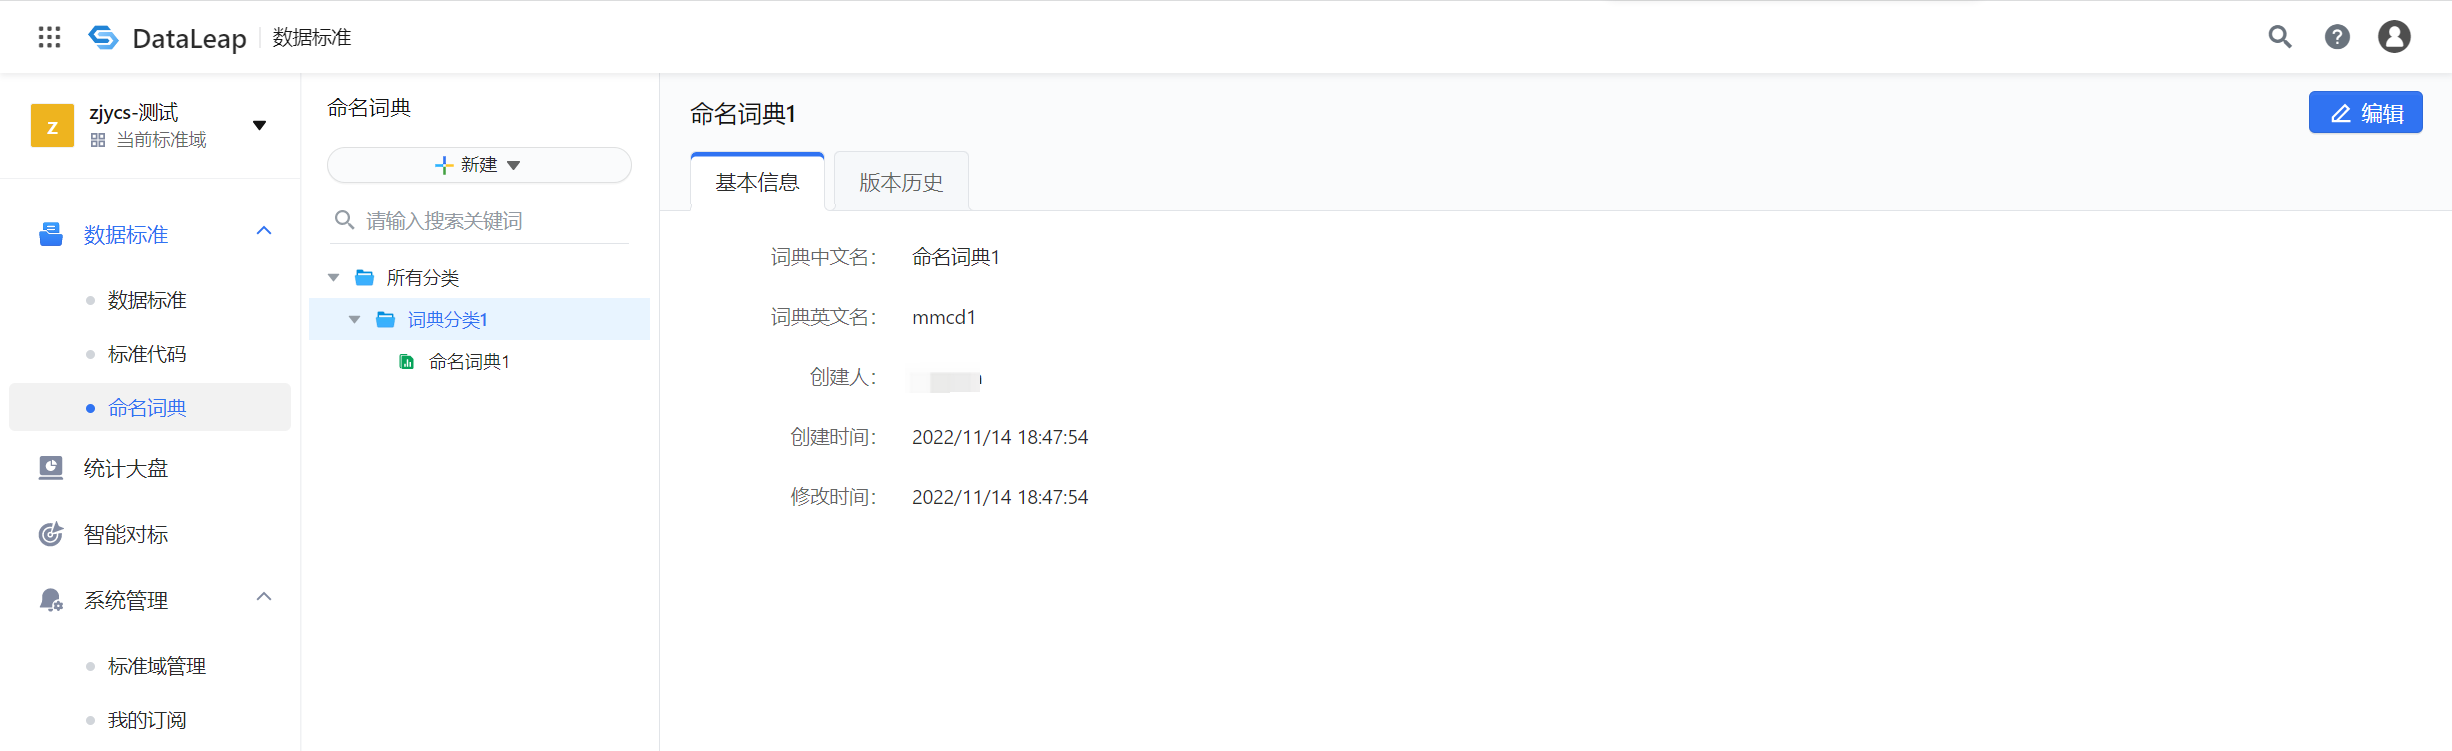 DataLeap 数据标准
z
zjycs-测试
当前标准域
数据标准
数据标准
标准代码
命名词典
统计大盘
智能对标
系统管理
标准域管理
我的订阅
命名词典
新建
请输入搜索关键词
所有分类
词典分类1
命名词典1
命名词典1
编辑
基本信息 版本历史
词典中文名: 命名词典1
词典英文名: mmcd1
创建人:
创建时间: 2022/11/14 18:47:54
修改时间: 2022/11/14 18:47:54